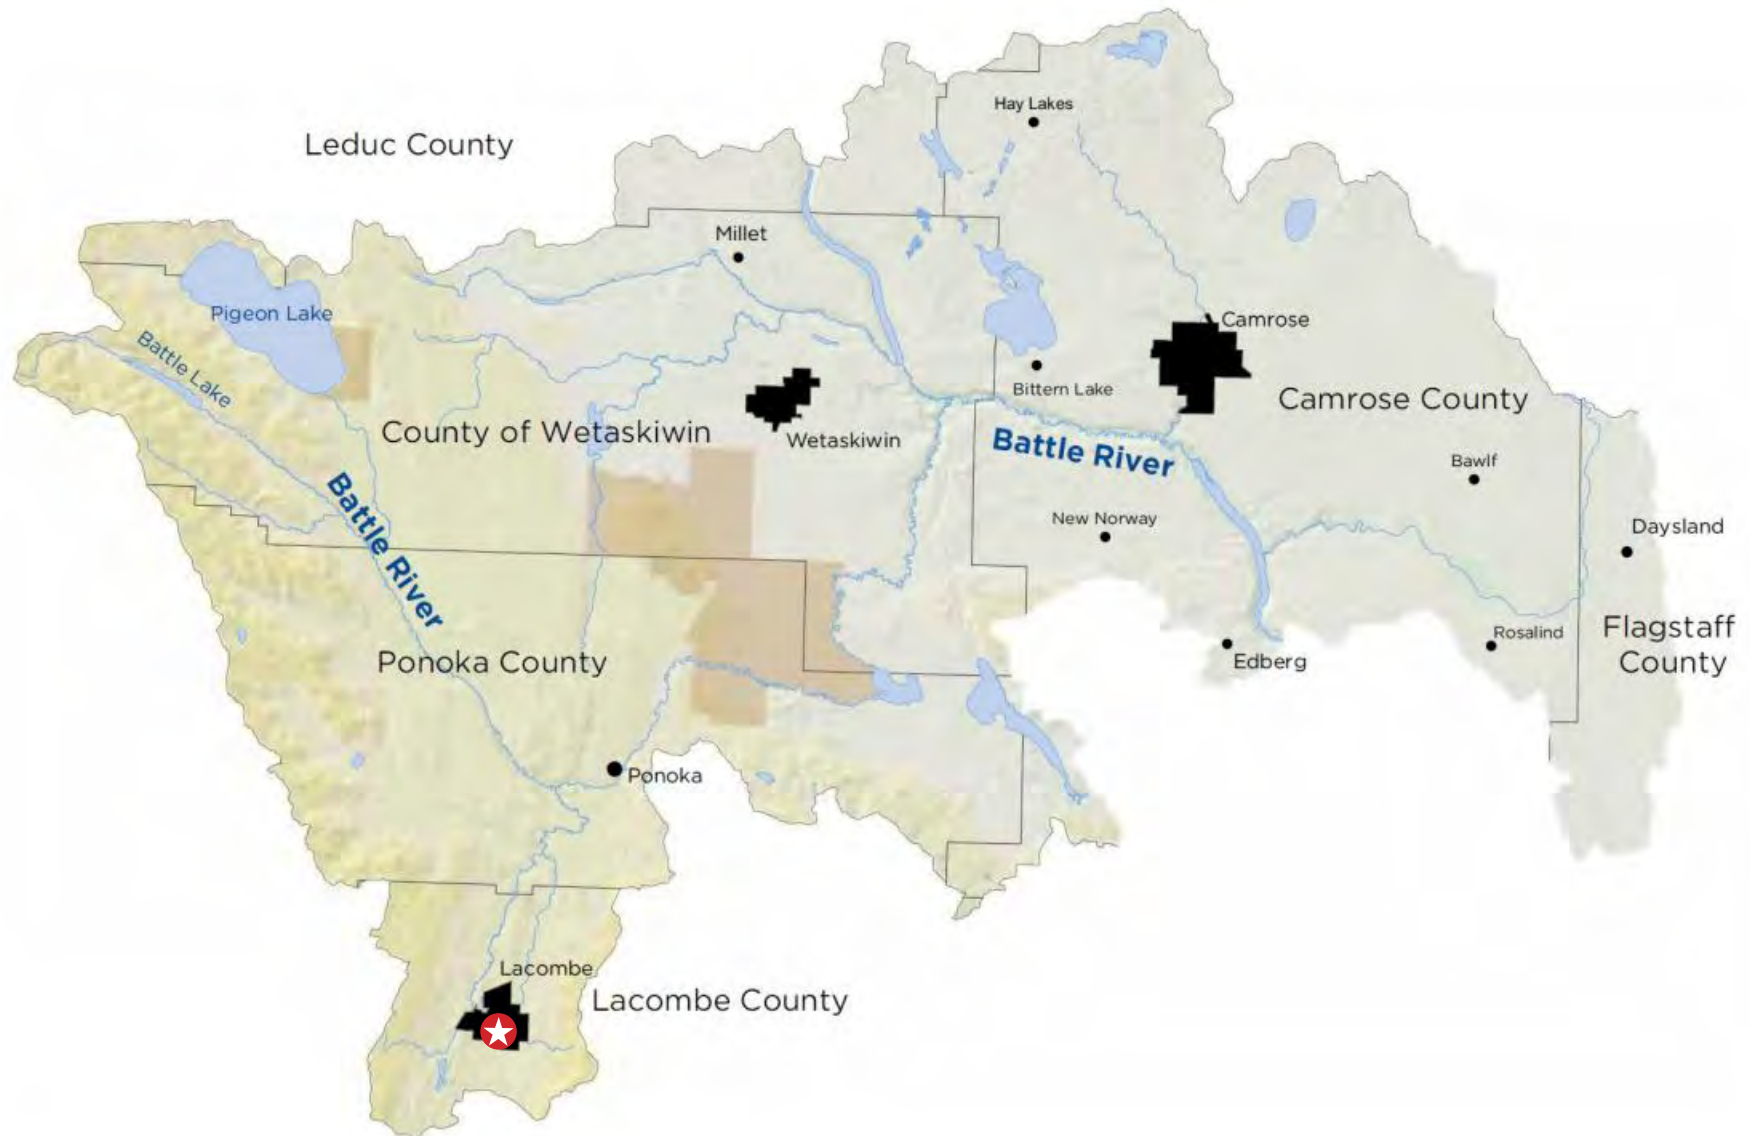 Hay Lakes
Leduc County
Millet
Pigeon Lake
Camrose
Battle Lake
Bittern Lake
Camrose County
County of Wetaskiwin
Wetaskiwin
Battle River
Bawlf
Battle River
New Norway
Daysland
Rosalind
Flagstaff
County
Ponoka County
Edberg
Ponoka
Lacombe
Lacombe County